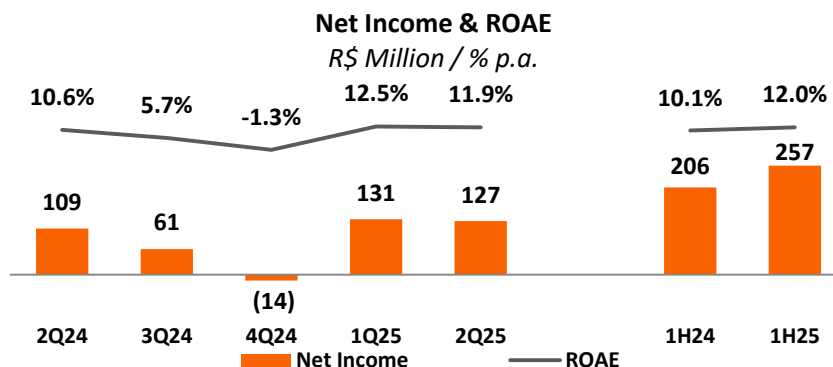 Net Income & ROAE
R$ Million / % p.a.
10.6% 5.7% -1.3% 12.5% 11.9% 10.1% 12.0%
109 61 (14) 131 127 206 257
2Q24 3Q24 4Q24 1Q25 2Q25 1H24 1H25
Net Income ROAE